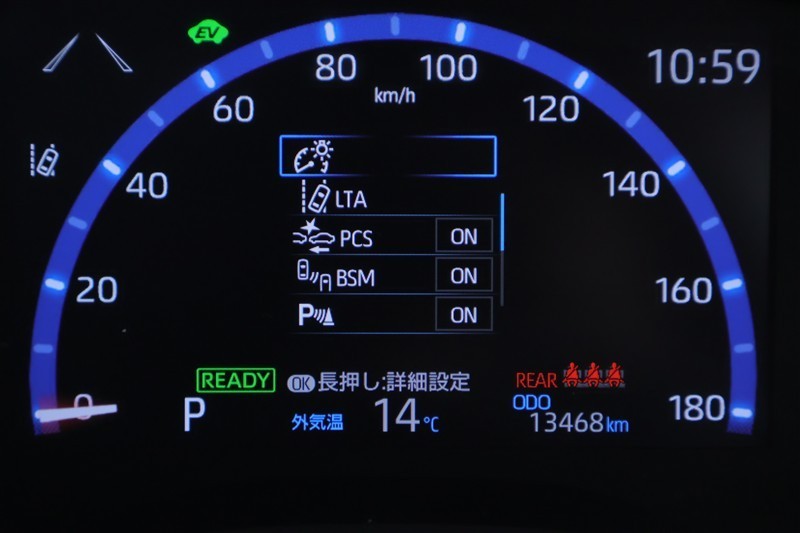 EV
10:59
80 100
km/h
60 120
40 140
LTA
PCS ON
BSM ON
20 160
P ON
READY OK 長押し:詳細設定 REAR
ODO
0 P 外気温 14℃ 13468km 180